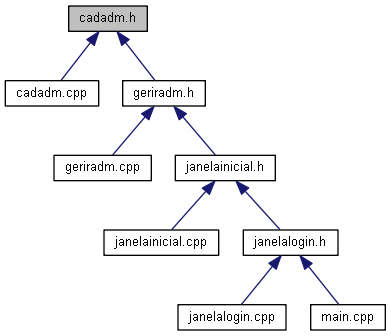 cadadm.h
cadadm.cpp
geriradm.h
geriradm.cpp
janelainicial.h
janelainicial.cpp
janelalogin.h
janelalogin.cpp
main.cpp